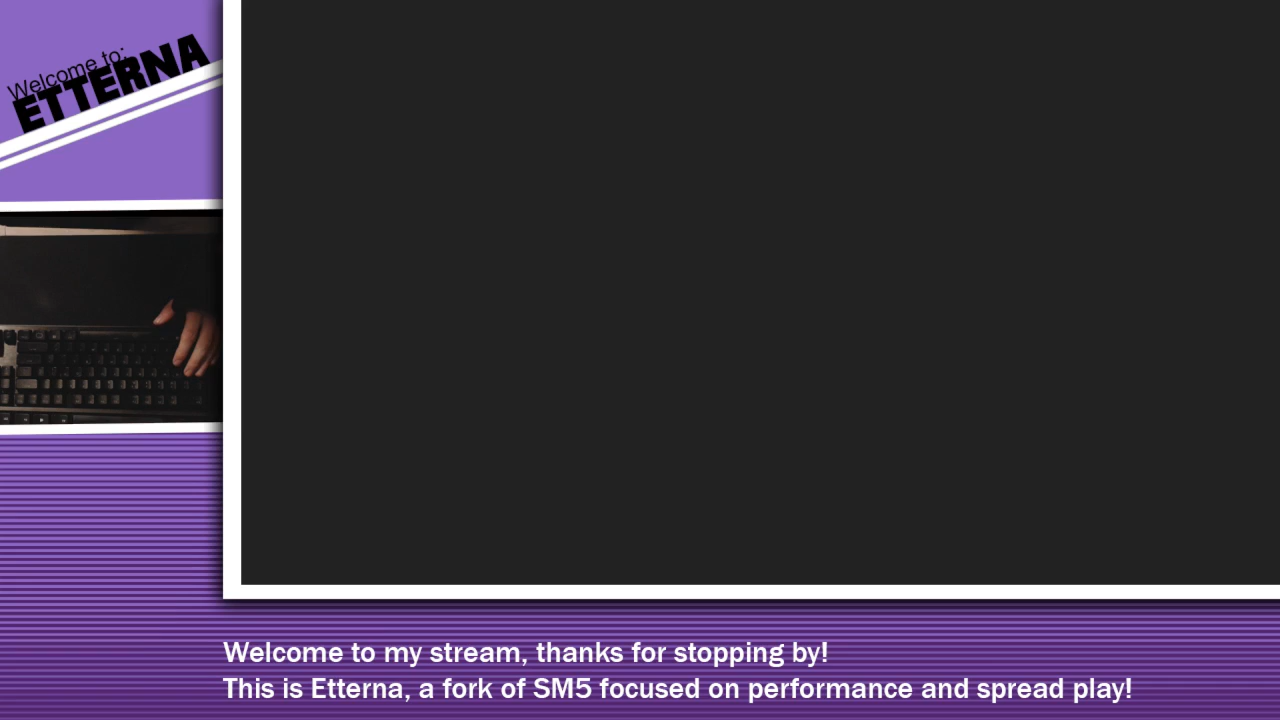 Welcome to:
ETTERNA
Welcome to my stream, thanks for stopping by!
This is Etterna, a fork of SM5 focused on performance and spread play!